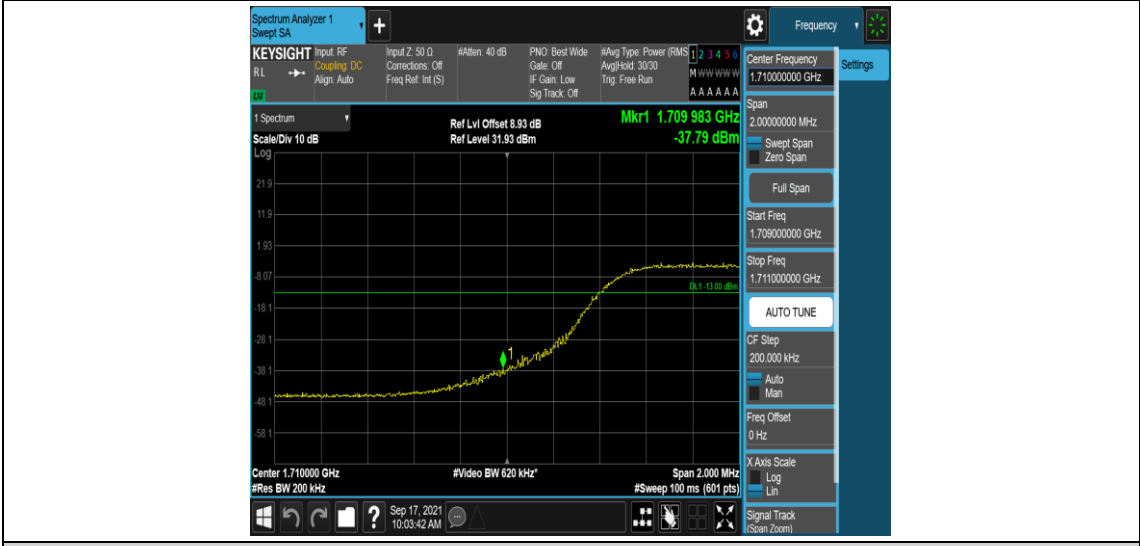 Spectrum Analyzer 1
Swept SA
Frequency
KEYSIGHT
RL
LM
Input: RF
Coupling: DC
Align: Auto
Input Z: 50 Ω
Corrections: Off
Freq Ref: Int (S)
#Atten: 40 dB
PNO: Best Wide
Gate: Off
IF Gain: Low
Sig Track: Off
#Avg Type: Power (RMS
Avg|Hold: 30/30
Trig: Free Run
1 2 3 4 5 6
M W W W W W
A A A A A A
1 Spectrum
Scale/Div 10 dB
Log
Ref Lvl Offset 8.93 dB
Ref Level 31.93 dBm
Mkr1 1.709 983 GHz
-37.79 dBm
21.9
11.9
1.93
-8.07
-18.1
-28.1
-38.1
-48.1
-58.1
DL1 -13.00 dBm
1
Center 1.710000 GHz
#Res BW 200 kHz
#Video BW 620 kHz*
Span 2.000 MHz
#Sweep 100 ms (601 pts)
Sep 17, 2021
10:03:42 AM
Center Frequency
1.710000000 GHz
Settings
Span
2.00000000 MHz
Swept Span
Zero Span
Full Span
Start Freq
1.709000000 GHz
Stop Freq
1.711000000 GHz
AUTO TUNE
CF Step
200.000 kHz
Auto
Man
Freq Offset
0 Hz
X Axis Scale
Log
Lin
Signal Track
(Span Zoom)